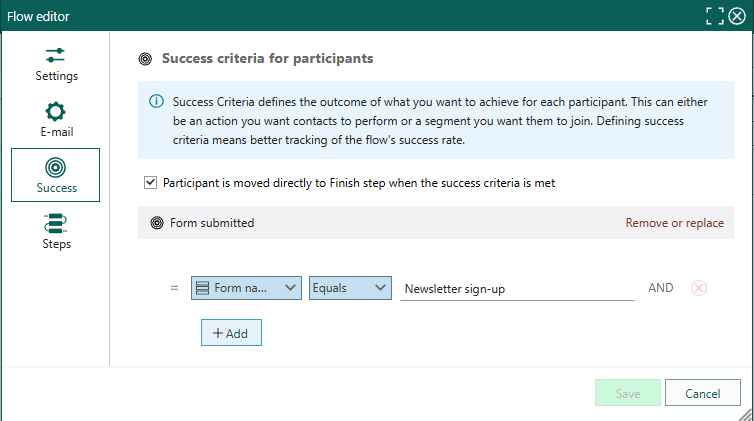 Flow editor
Settings
E-mail
Success
Steps
Success criteria for participants
Success Criteria defines the outcome of what you want to achieve for each participant. This can either
be an action you want contacts to perform or a segment you want them to join. Defining success
criteria means better tracking of the flow's success rate.
Participant is moved directly to Finish step when the success criteria is met
Form submitted Remove or replace
= Form na... Equals Newsletter sign-up AND
+ Add
Save Cancel